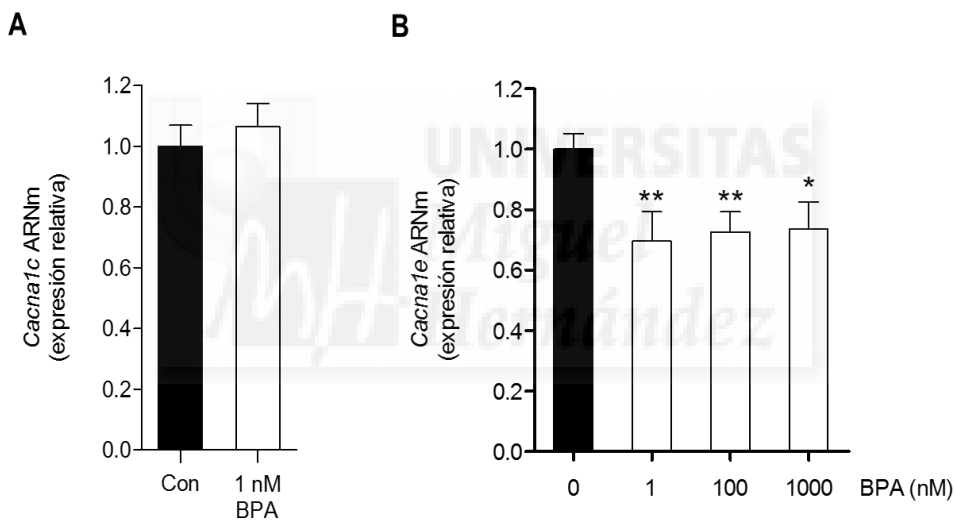 A
Cacna1c ARNm
(expresión relativa)
1.2
1.0
0.8
0.6
0.4
0.2
0.0
Con
1 nM
BPA
B
Cacna1e ARNm
(expresión relativa)
1.2
1.0
0.8
0.6
0.4
0.2
0.0
** ** *
0 1 100 1000 BPA (nM)
UNIVERSITAS
Miguel
Hernández